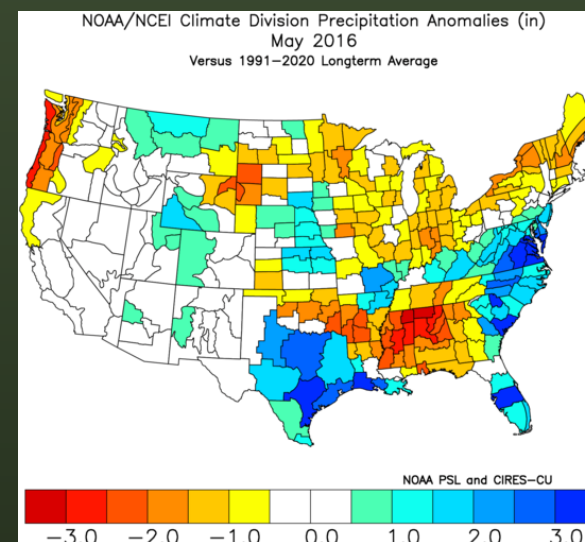 NOAA/NCEI Climate Division Precipitation Anomalies (in)
May 2016
Versus 1991−2020 Longterm Average
NOAA PSL and CIRES−CU
−3.0 −2.0 −1.0 0.0 1.0 2.0 3.0